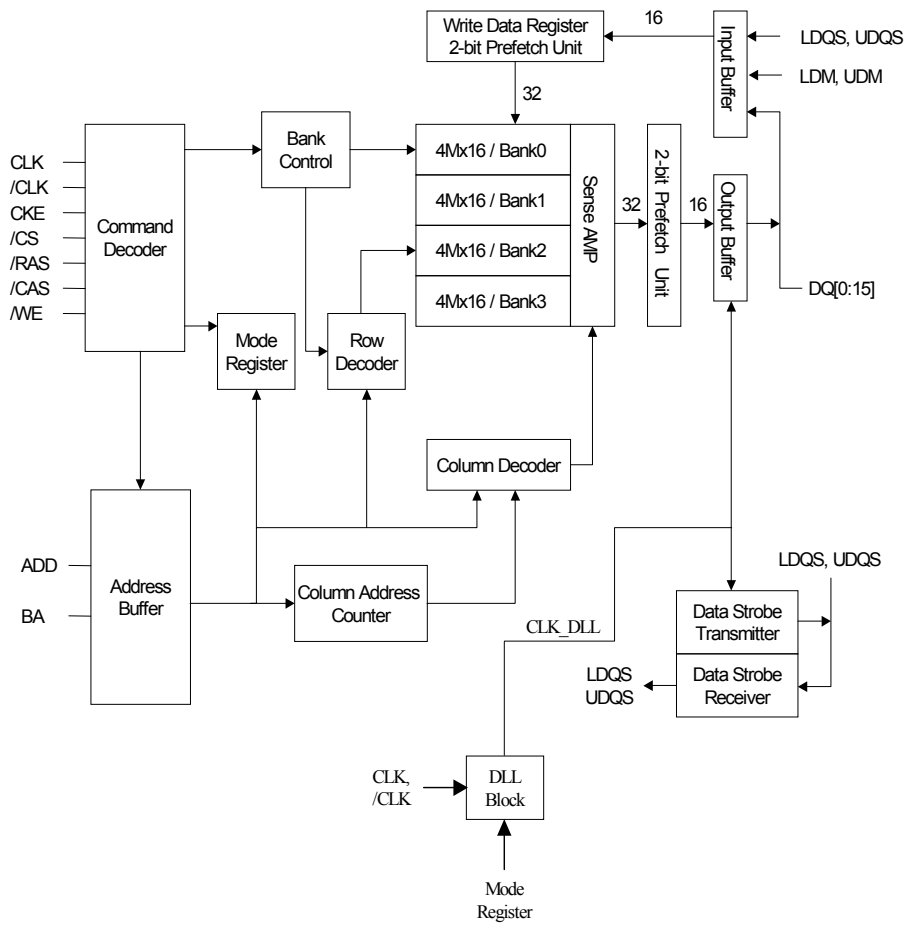 Write Data Register
2-bit Prefetch Unit
16
Input Buffer
LDQS, UDQS
LDM, UDM
32
Bank
Control
4Mx16 / Bank0
4Mx16 / Bank1
4Mx16 / Bank2
4Mx16 / Bank3
Sense AMP
32
2-bit Prefetch Unit
16
Output Buffer
DQ[0:15]
CLK
/CLK
CKE
/CS
/RAS
/CAS
/WE
Command
Decoder
Mode
Register
Row
Decoder
Column Decoder
ADD
BA
Address
Buffer
Column Address
Counter
CLK_DLL
LDQS, UDQS
Data Strobe
Transmitter
Data Strobe
Receiver
LDQS
UDQS
CLK,
/CLK
DLL
Block
Mode
Register